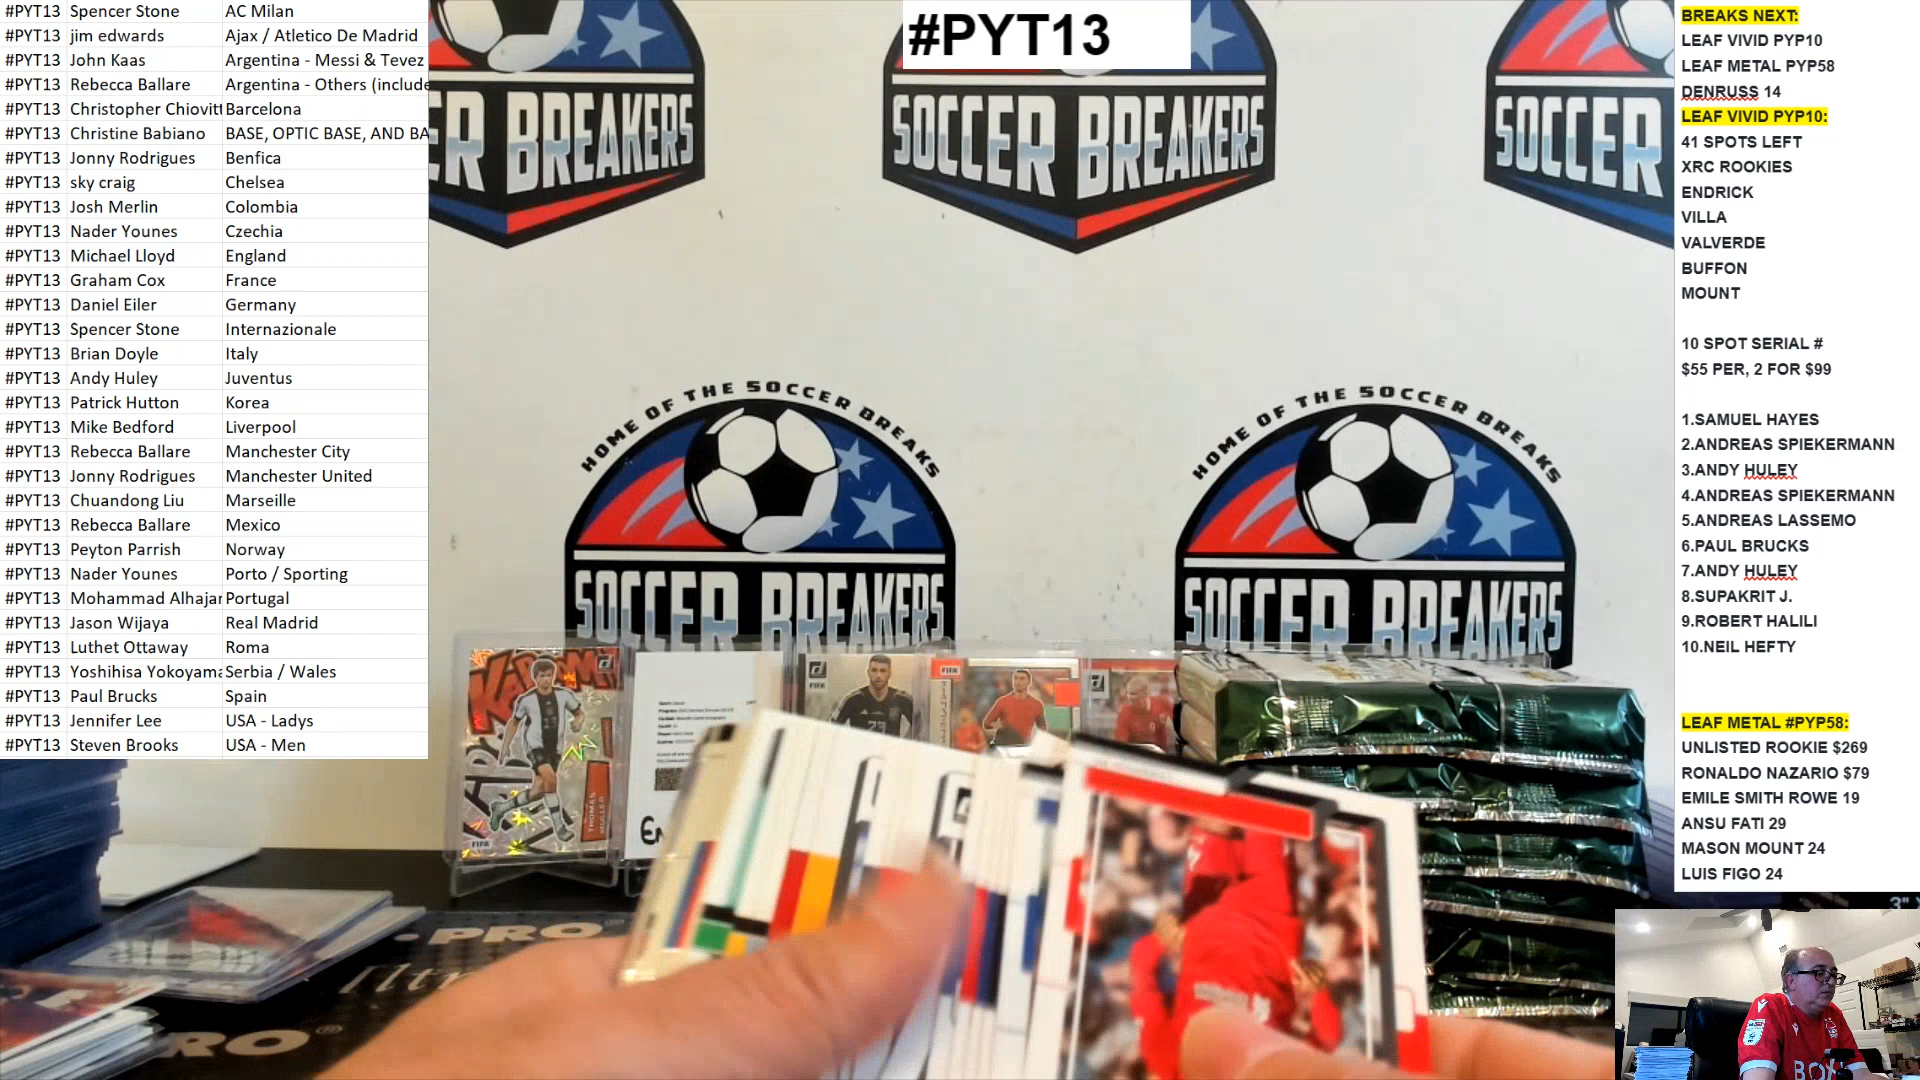 #PYT13 Spencer Stone AC Milan
#PYT13 jim edwards Ajax / Atletico De Madrid
#PYT13 John Kaas Argentina - Messi & Tevez
#PYT13 Rebecca Ballare Argentina - Others (include
#PYT13 Christopher Chiovitt Barcelona
#PYT13 Christine Babiano BASE, OPTIC BASE, AND BA
#PYT13 Jonny Rodrigues Benfica
#PYT13 sky craig Chelsea
#PYT13 Josh Merlin Colombia
#PYT13 Nader Younes Czechia
#PYT13 Michael Lloyd England
#PYT13 Graham Cox France
#PYT13 Daniel Eiler Germany
#PYT13 Spencer Stone Internazionale
#PYT13 Brian Doyle Italy
#PYT13 Andy Huley Juventus
#PYT13 Patrick Hutton Korea
#PYT13 Mike Bedford Liverpool
#PYT13 Rebecca Ballare Manchester City
#PYT13 Jonny Rodrigues Manchester United
#PYT13 Chuandong Liu Marseille
#PYT13 Rebecca Ballare Mexico
#PYT13 Peyton Parrish Norway
#PYT13 Nader Younes Porto / Sporting
#PYT13 Mohammad Alhajar Portugal
#PYT13 Jason Wijaya Real Madrid
#PYT13 Luthet Ottaway Roma
#PYT13 Yoshihisa Yokoyama Serbia / Wales
#PYT13 Paul Brucks Spain
#PYT13 Jennifer Lee USA - Ladys
#PYT13 Steven Brooks USA - Men
#PYT13
ER BREAKERS
SOCCER BREAKERS
SOCCER
HOME OF THE SOCCER BREAKS
SOCCER BREAKERS
HOME OF THE SOCCER BREAKS
SOCCER BREAKERS
KABOOM!
THOMAS MULLER
FIFA
FIFA
FIFA
PRO
PRO
BREAKS NEXT:
LEAF VIVID PYP10
LEAF METAL PYP58
DENRUSS 14
LEAF VIVID PYP10:
41 SPOTS LEFT
XRC ROOKIES
ENDRICK
VILLA
VALVERDE
BUFFON
MOUNT
10 SPOT SERIAL #
$55 PER, 2 FOR $99
1.SAMUEL HAYES
2.ANDREAS SPIEKERMANN
3.ANDY HULEY
4.ANDREAS SPIEKERMANN
5.ANDREAS LASSEMO
6.PAUL BRUCKS
7.ANDY HULEY
8.SUPAKRIT J.
9.ROBERT HALILI
10.NEIL HEFTY
LEAF METAL #PYP58:
UNLISTED ROOKIE $269
RONALDO NAZARIO $79
EMILE SMITH ROWE 19
ANSU FATI 29
MASON MOUNT 24
LUIS FIGO 24
3"